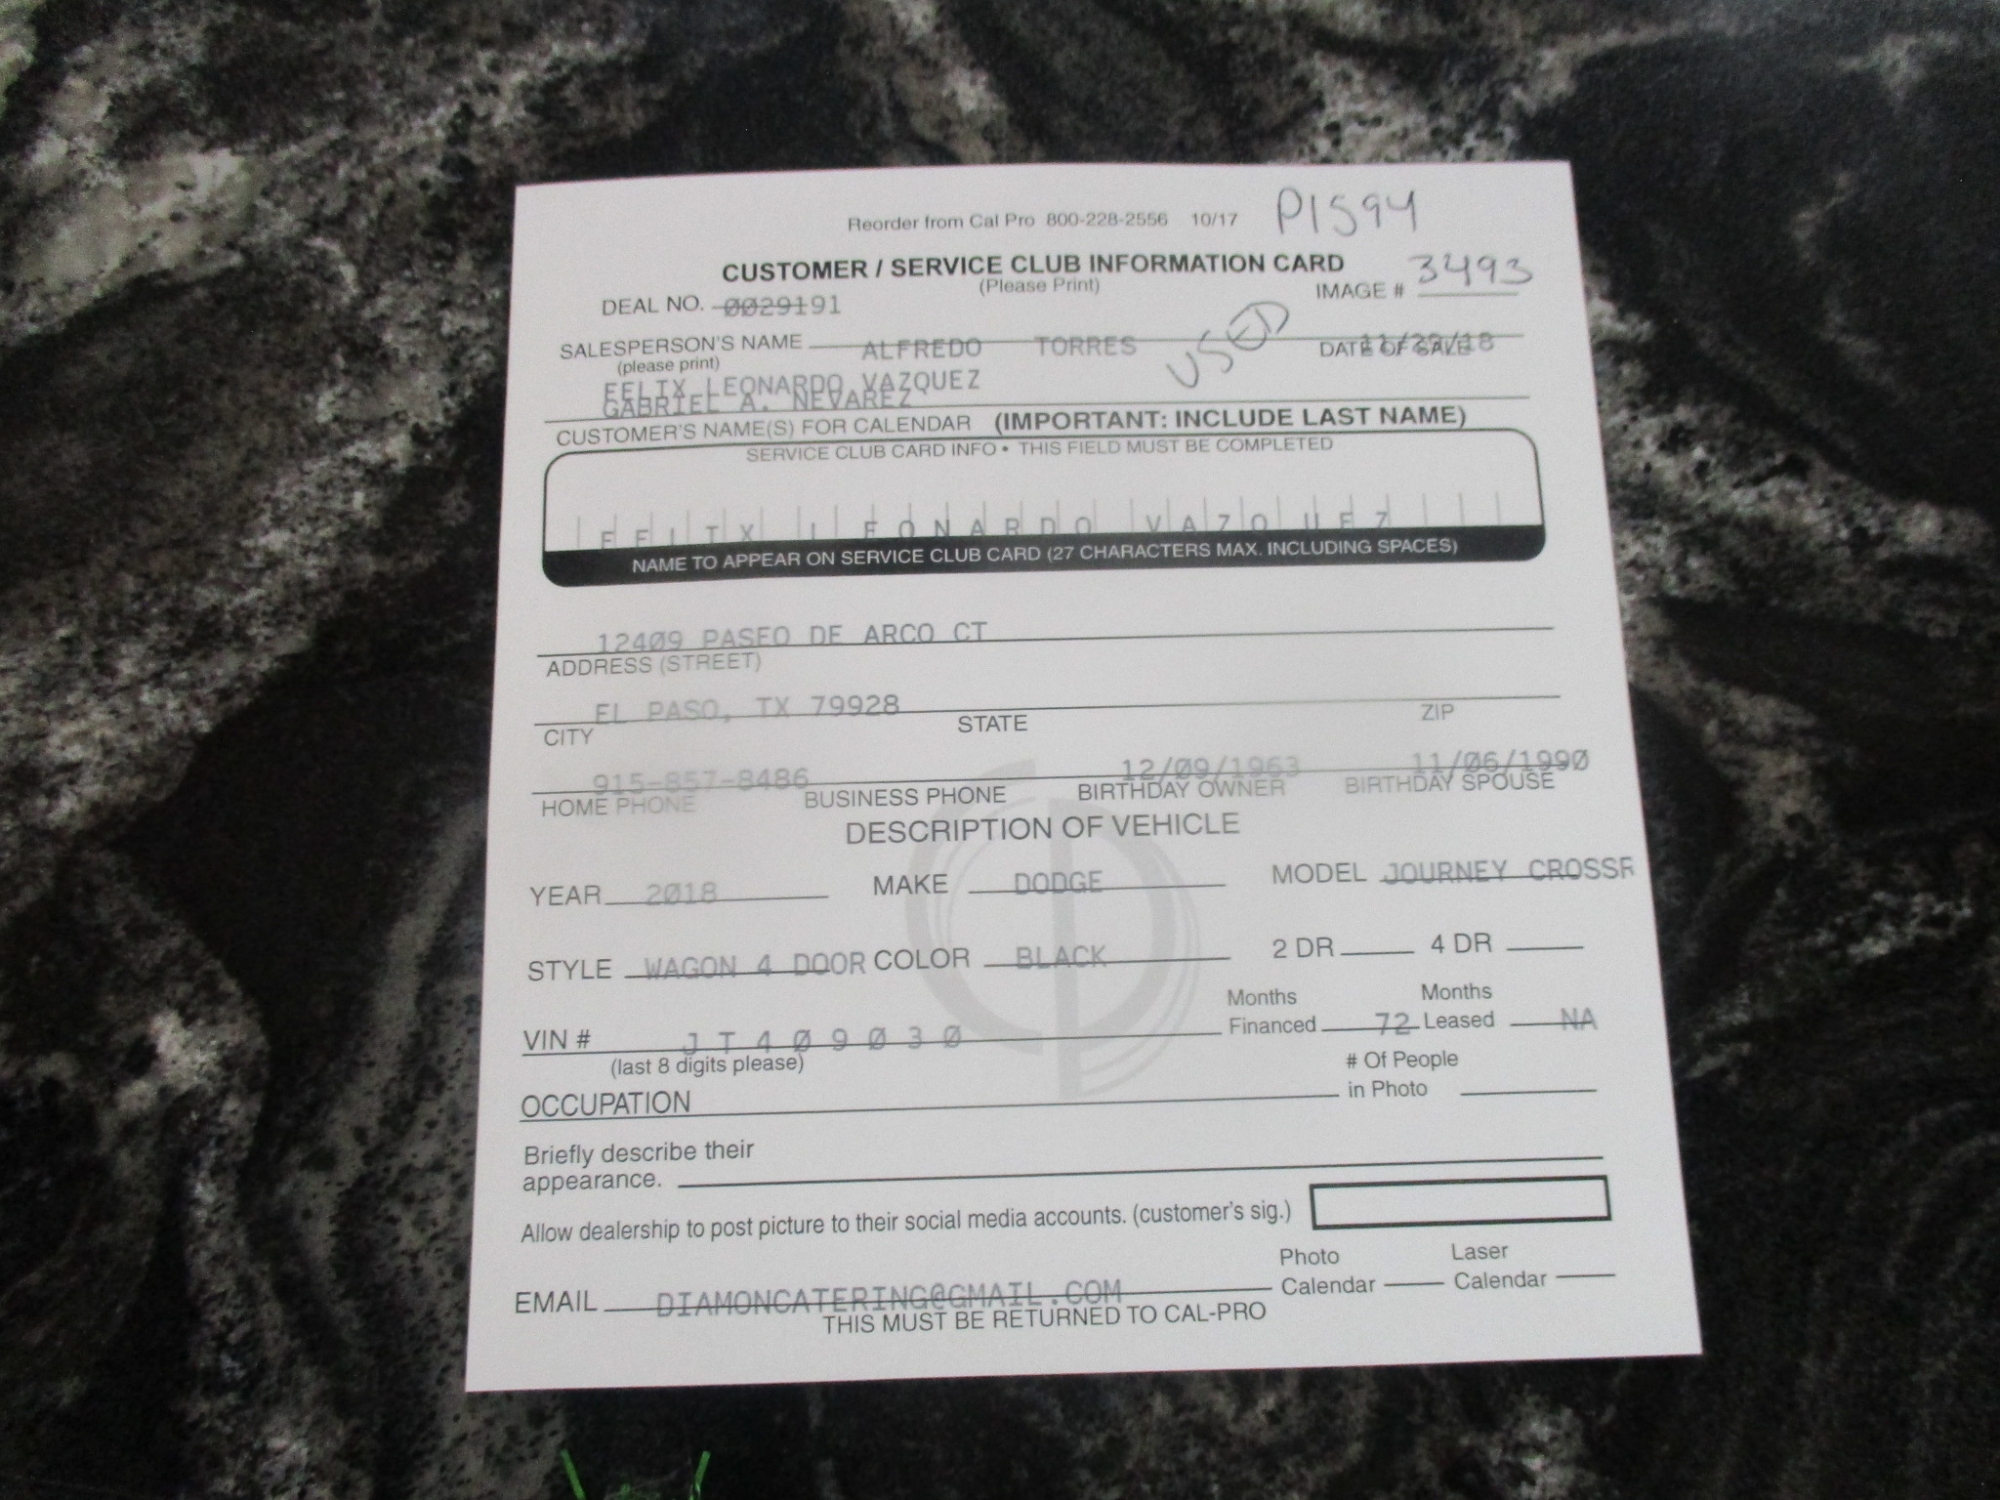 Reorder from Cal Pro 800-228-2556 10/17 P1594
CUSTOMER / SERVICE CLUB INFORMATION CARD
(Please Print)
DEAL NO. 0029191 IMAGE # 3493
SALESPERSON'S NAME ALFREDO TORRES USED DATE OF SALE 11/29/18
(please print)
FELIX LEONARDO VAZQUEZ
GABRIEL A. NEVAREZ
CUSTOMER'S NAME(S) FOR CALENDAR (IMPORTANT: INCLUDE LAST NAME)
SERVICE CLUB CARD INFO • THIS FIELD MUST BE COMPLETED
FELIX LEONARDO VAZQUEZ
NAME TO APPEAR ON SERVICE CLUB CARD (27 CHARACTERS MAX. INCLUDING SPACES)
12409 PASEO DE ARCO CT
ADDRESS (STREET)
EL PASO, TX 79928
CITY STATE ZIP
915-857-8486 12/09/1963 11/06/1990
HOME PHONE BUSINESS PHONE BIRTHDAY OWNER BIRTHDAY SPOUSE
DESCRIPTION OF VEHICLE
YEAR 2018 MAKE DODGE MODEL JOURNEY CROSSR
STYLE WAGON 4 DOOR COLOR BLACK 2 DR 4 DR
Months Months
VIN # JT409030 Financed 72 Leased NA
(last 8 digits please) # Of People
OCCUPATION in Photo
Briefly describe their
appearance.
Allow dealership to post picture to their social media accounts. (customer's sig.)
Photo Laser
EMAIL DIAMONCATERING@GMAIL.COM Calendar Calendar
THIS MUST BE RETURNED TO CAL-PRO